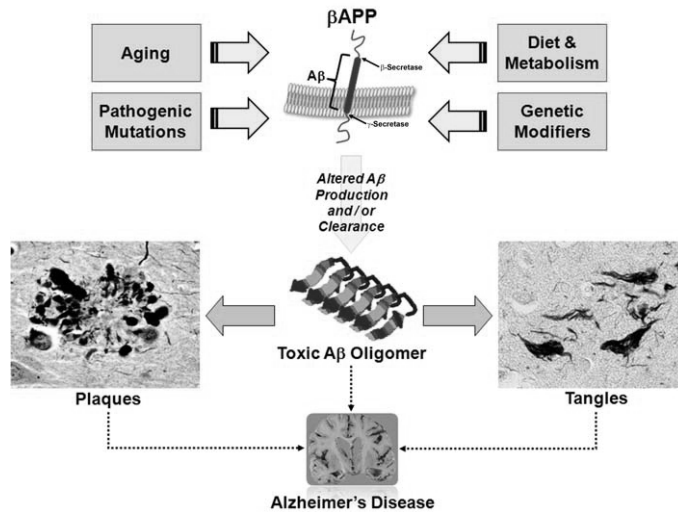 βAPP
Aging
Diet &
Metabolism
β-Secretase
Aβ
Pathogenic
Mutations
Genetic
Modifiers
γ-Secretase
Altered Aβ
Production
and / or
Clearance
Toxic Aβ Oligomer
Plaques
Tangles
Alzheimer's Disease